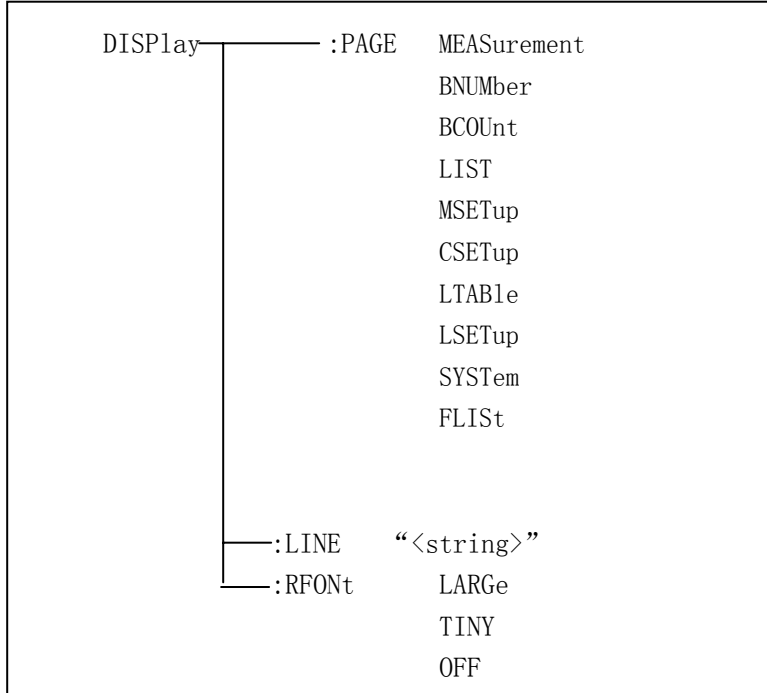 DISPlay :PAGE MEASurement
BNUMber
BCOUnt
LIST
MSETup
CSETup
LTABle
LSETup
SYSTem
FLISt
:LINE “<string>”
:RFONt LARGe
TINY
OFF